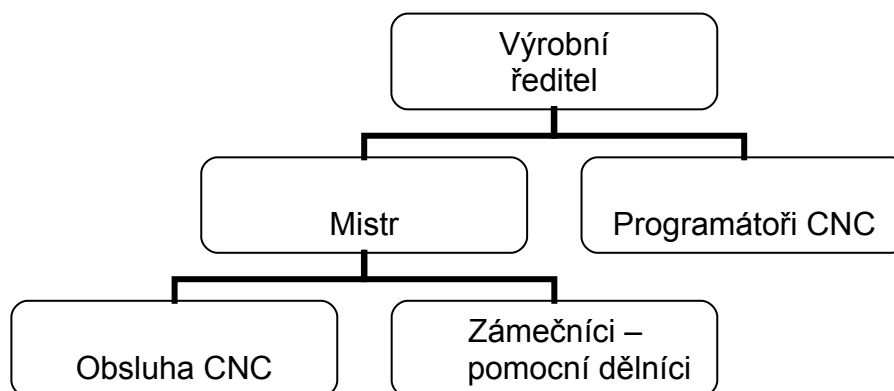 Výrobní
ředitel
Mistr
Programátoři CNC
Obsluha CNC
Zámečníci –
pomocní dělníci